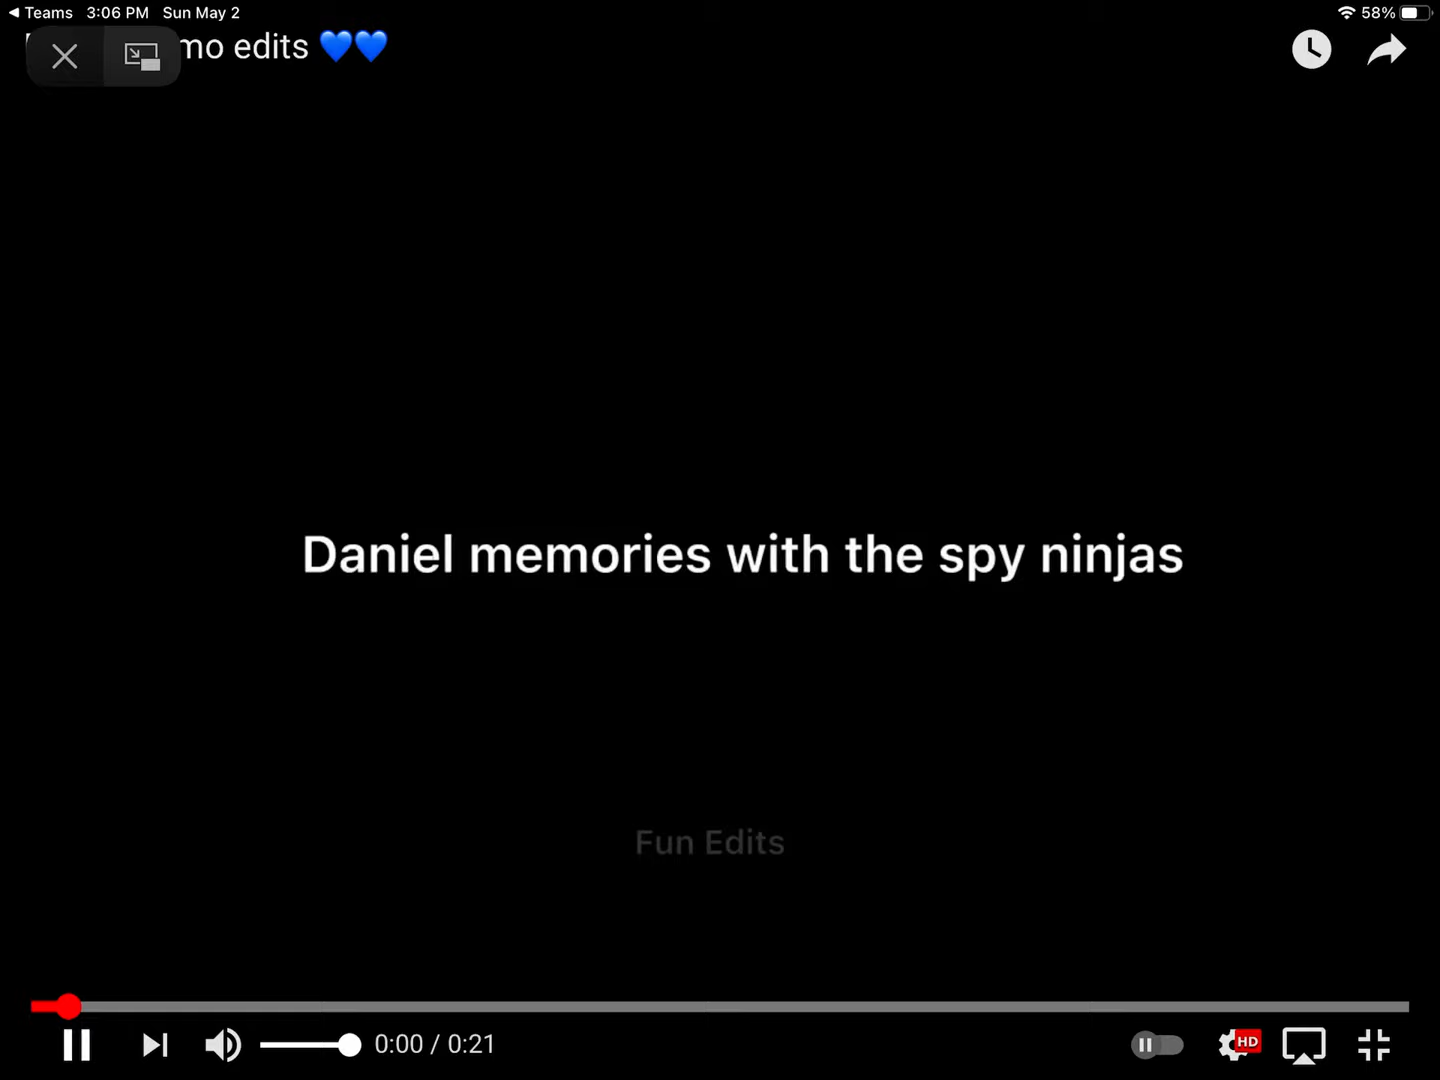 Teams 3:06 PM Sun May 2 58%
mo edits 💙💙
Daniel memories with the spy ninjas
Fun Edits
0:00 / 0:21
HD